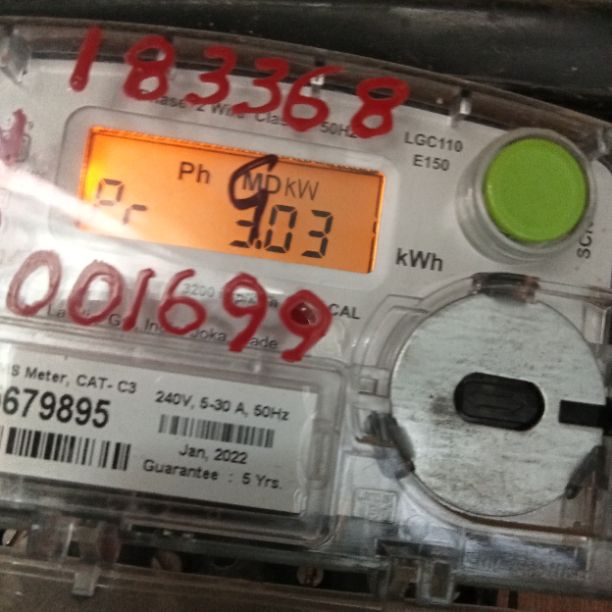 183368
LGC110
E150
Ph MD kW
9
Pr 3.03
kWh
001699
S Meter, CAT- C3
679895
240V, 5-30 A, 50Hz
Jan, 2022
Guarantee : 5 Yrs.